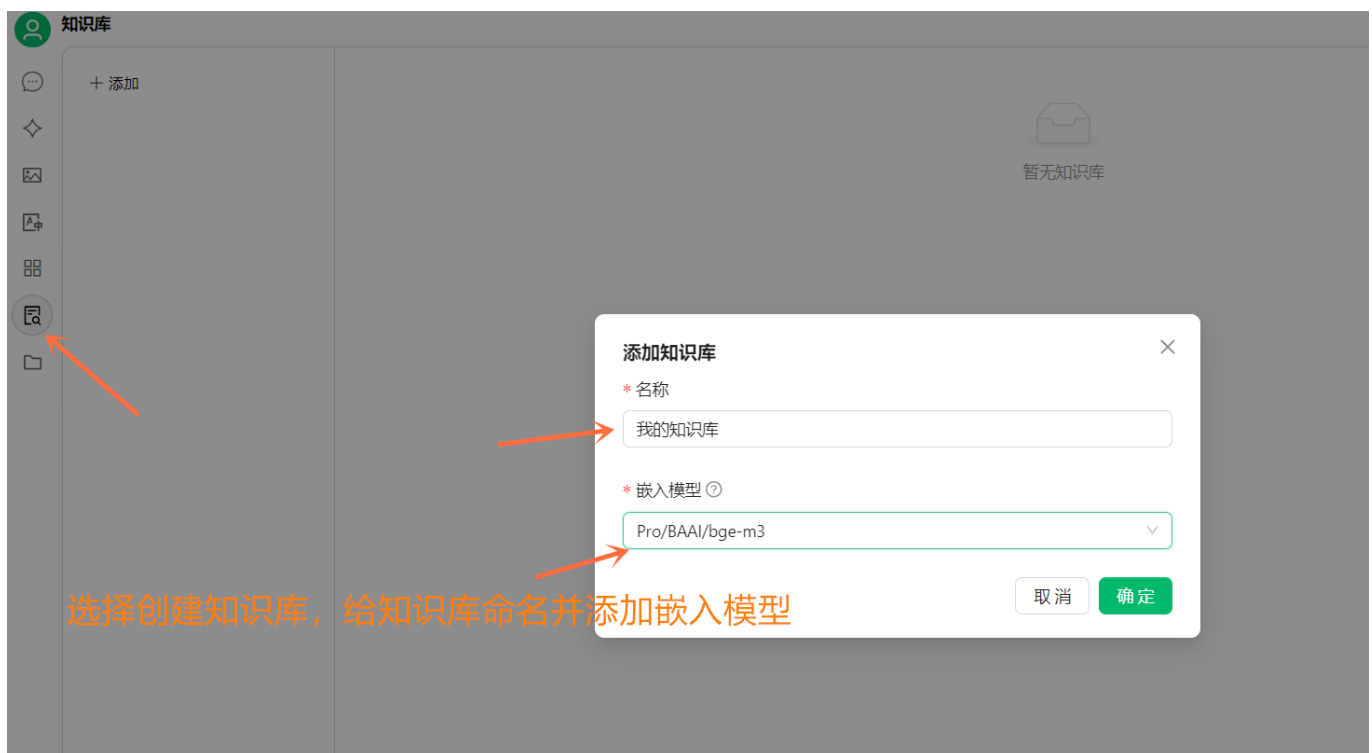 知识库
+ 添加
暂无知识库
添加知识库
* 名称
我的知识库
* 嵌入模型
Pro/BAAI/bge-m3
取消
确定
选择创建知识库，给知识库命名并添加嵌入模型